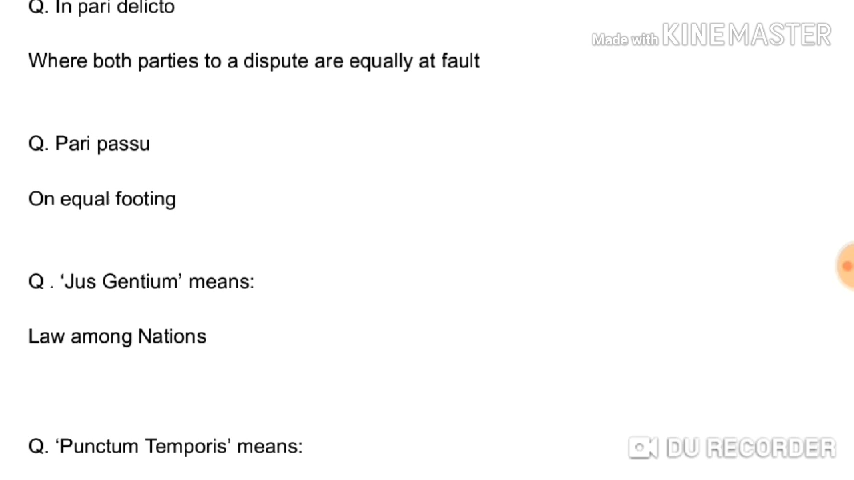 Q. In pari delicto
Made with KINEMASTER
Where both parties to a dispute are equally at fault
Q. Pari passu
On equal footing
Q . ‘Jus Gentium’ means:
Law among Nations
Q. ‘Punctum Temporis’ means:
DU RECORDER